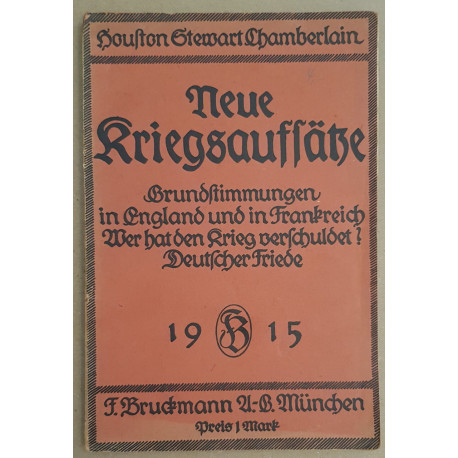 Houſton Stewart Chamberlain
Neue
Kriegsaufſätze
Grundſtimmungen
in England und in Frankreich
Wer hat den Krieg verſchuldet?
Deutſcher Friede
19 B 15
F. Bruckmann A.-G. München
Preis 1 Mark